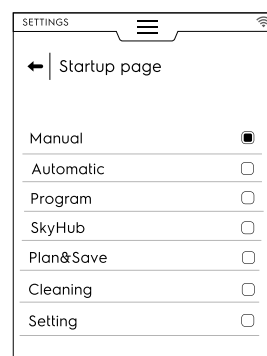 SETTINGS
Startup page
Manual
Automatic
Program
SkyHub
Plan&Save
Cleaning
Setting